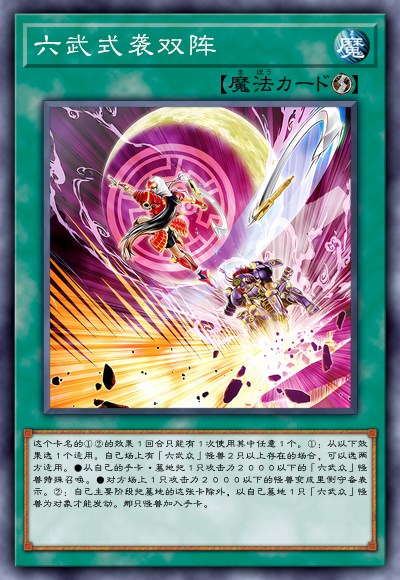 六武式袭双阵
魔
【魔法カード】
まほう
这个卡名的①②的效果1回合只能有1次使用其中任意1个。①：从以下效
果选1个适用。自己场上有「六武众」怪兽2只以上存在的场合，可以选两
方适用。●从自己的手卡·墓地把1只攻击力2000以下的「六武众」怪
兽特殊召唤。●对方场上1只攻击力2000以下的怪兽变成里侧守备表
示。②：自己主要阶段把墓地的这张卡除外，以自己墓地1只「六武众」怪
兽为对象才能发动。那只怪兽加入手卡。